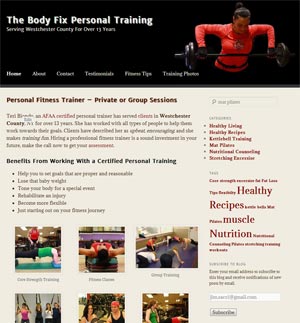 The Body Fix Personal Training
Serving Westchester County For Over 13 Years
Home About Contact Testimonials Fitness Tips Training Photos
Personal Fitness Trainer – Private or Group Sessions
an AFAA certified personal trainer has served clients in Westchester
County, for over 13 years. She has worked with all types of people to help them
work towards their goals. Clients have described her as upbeat, encouraging and she
makes training fun. Hiring a professional fitness trainer is a sound investment in your
future, make the call now to get your assessment.
Benefits From Working With a Certified Personal Training
Help you to set goals that are proper and reasonable
Lose that baby weight
Tone your body for a special event
Rehabilitate an injury
Become more flexible
Just starting out on your fitness journey
Core Strength Training
Fitness Classes
Group Training
mat pilates
CATEGORIES
Healthy Living
Healthy Recipes
Kettlebell Training
Mat Pilates
Nutritional Counseling
Stretching Excersise
TAGS
Core strength exercises Eat Fat Lose
Tips flexibility Healthy
Recipes kettle bells Mat
Pilates muscle
Nutrition Nutritional
Counseling Pilates stretching training
workouts
SUBSCRIBE TO BLOG
Enter your email address to subscribe to
this blog and receive notifications of
new posts by email.
Subscribe